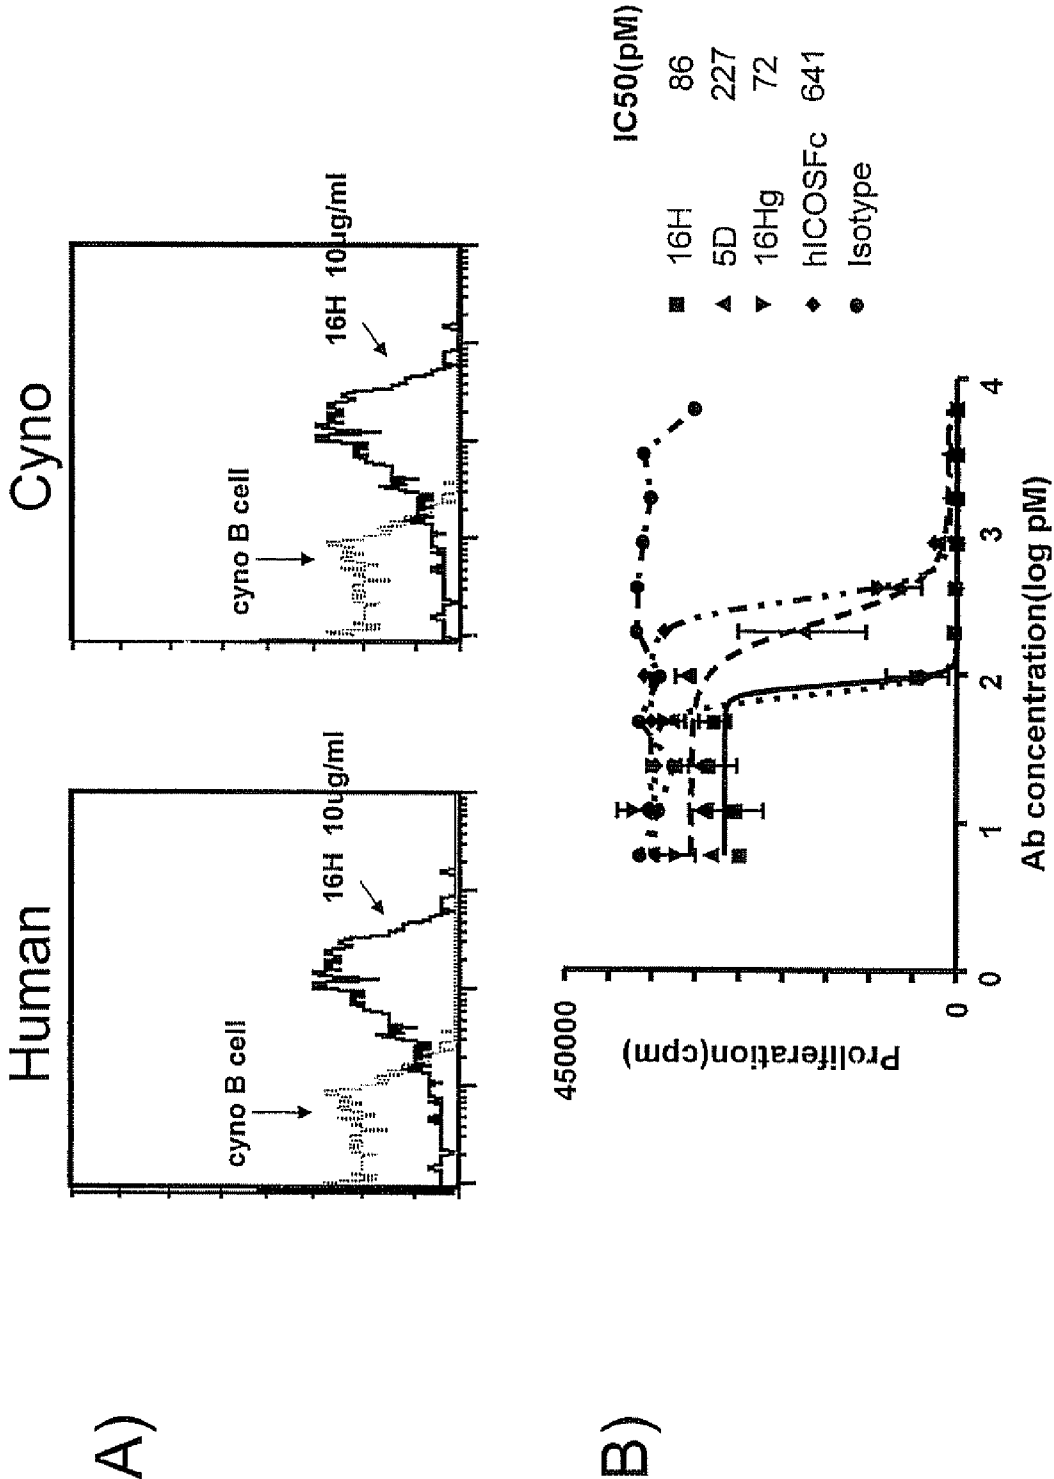 A)
Human
Cyno
cyno B cell
16H 10ug/ml
cyno B cell
16H 10ug/ml
B)
450000
0
Proliferation(cpm)
0
1
2
3
4
Ab concentration(log pM)
IC50(pM)
16H 86
5D 227
16Hg 72
hICOSFc 641
Isotype